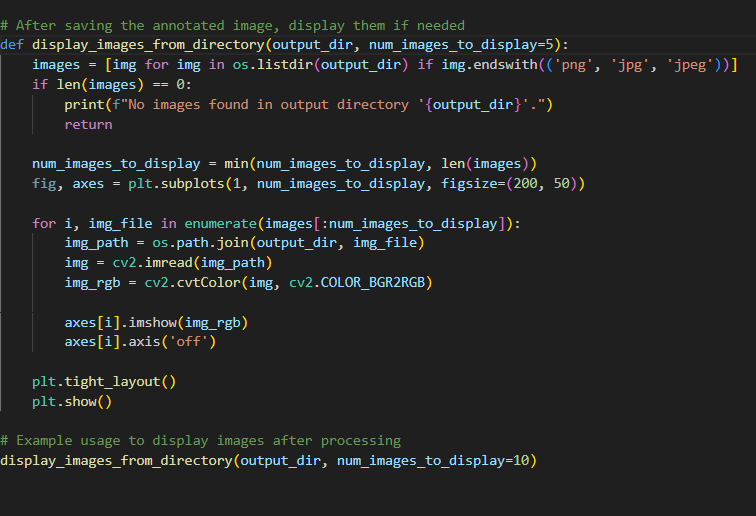 # After saving the annotated image, display them if needed
def display_images_from_directory(output_dir, num_images_to_display=5):
    images = [img for img in os.listdir(output_dir) if img.endswith(('png', 'jpg', 'jpeg'))]
    if len(images) == 0:
        print(f"No images found in output directory '{output_dir}'.")
        return

    num_images_to_display = min(num_images_to_display, len(images))
    fig, axes = plt.subplots(1, num_images_to_display, figsize=(200, 50))

    for i, img_file in enumerate(images[:num_images_to_display]):
        img_path = os.path.join(output_dir, img_file)
        img = cv2.imread(img_path)
        img_rgb = cv2.cvtColor(img, cv2.COLOR_BGR2RGB)

        axes[i].imshow(img_rgb)
        axes[i].axis('off')

    plt.tight_layout()
    plt.show()

# Example usage to display images after processing
display_images_from_directory(output_dir, num_images_to_display=10)